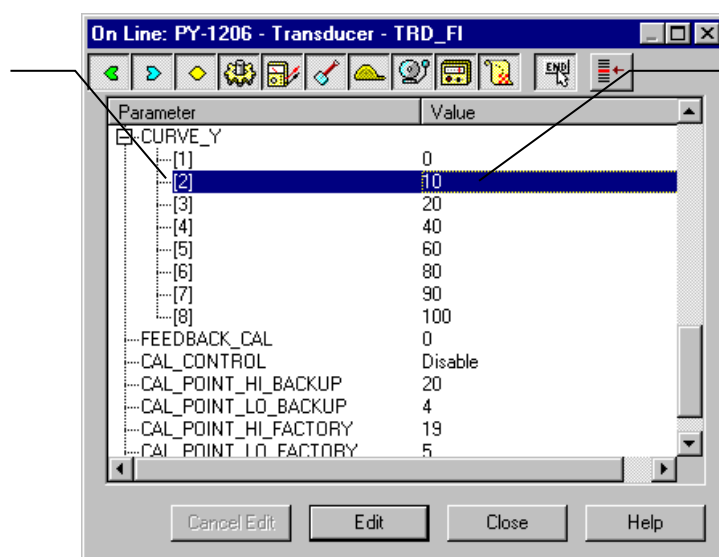 On Line: PY-1206 - Transducer - TRD_FI
END
Parameter Value
CURVE_Y
[1] 0
[2] 10
[3] 20
[4] 40
[5] 60
[6] 80
[7] 90
[8] 100
FEEDBACK_CAL 0
CAL_CONTROL Disable
CAL_POINT_HI_BACKUP 20
CAL_POINT_LO_BACKUP 4
CAL_POINT_HI_FACTORY 19
CAL_POINT_LO_FACTORY 5
Cancel Edit Edit Close Help